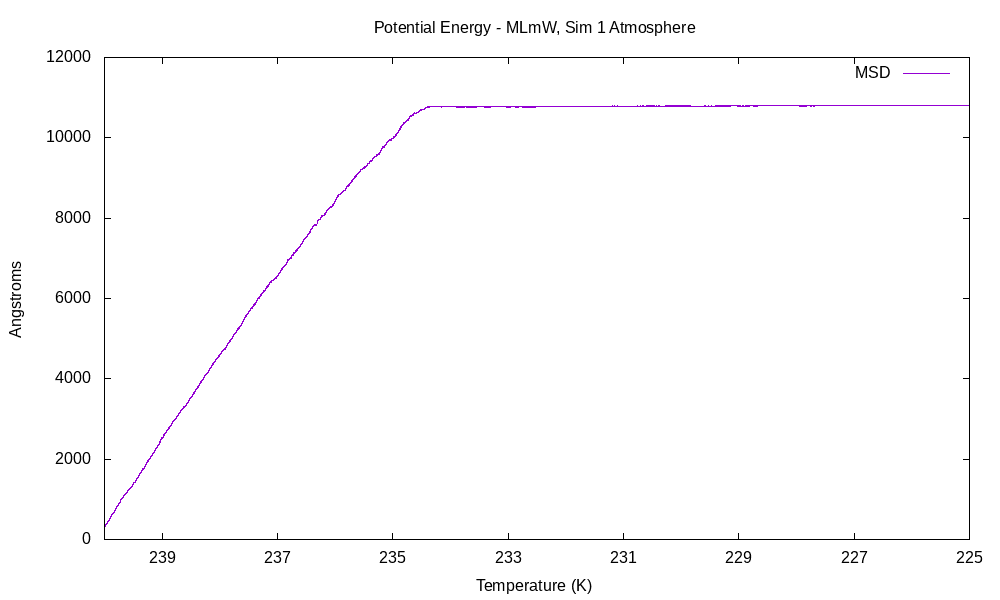 Potential Energy - MLmW, Sim 1 Atmosphere
MSD
12000
10000
8000
6000
4000
2000
0
Angstroms
239 237 235 233 231 229 227 225
Temperature (K)